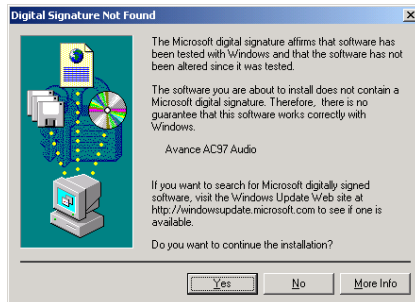 Digital Signature Not Found
The Microsoft digital signature affirms that software has
been tested with Windows and that the software has not
been altered since it was tested.
The software you are about to install does not contain a
Microsoft digital signature. Therefore, there is no
guarantee that this software works correctly with
Windows.
Avance AC97 Audio
If you want to search for Microsoft digitally signed
software, visit the Windows Update Web site at
http://windowsupdate.microsoft.com to see if one is
available.
Do you want to continue the installation?
Yes No More Info